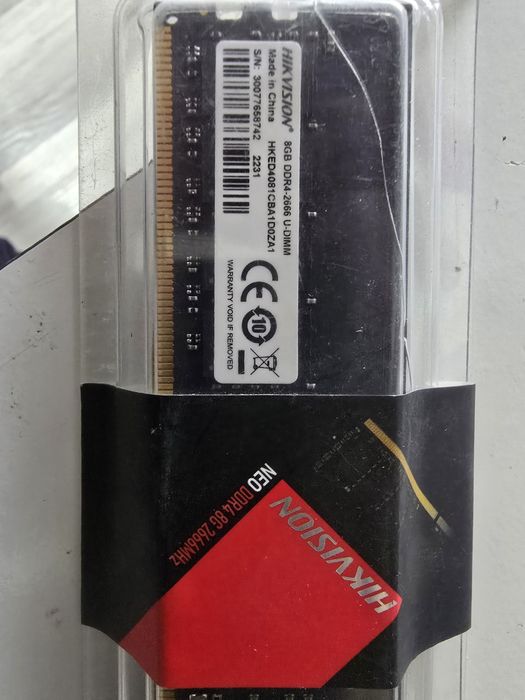 HIKVISION® 8GB DDR4-2666 U-DIMM
Made in China HKED4081CBA1D0ZA1
S/N: 30077658742 2231
10
WARRANTY VOID IF REMOVED
NEO DDR4 8G 2666MHz
HIKVISION